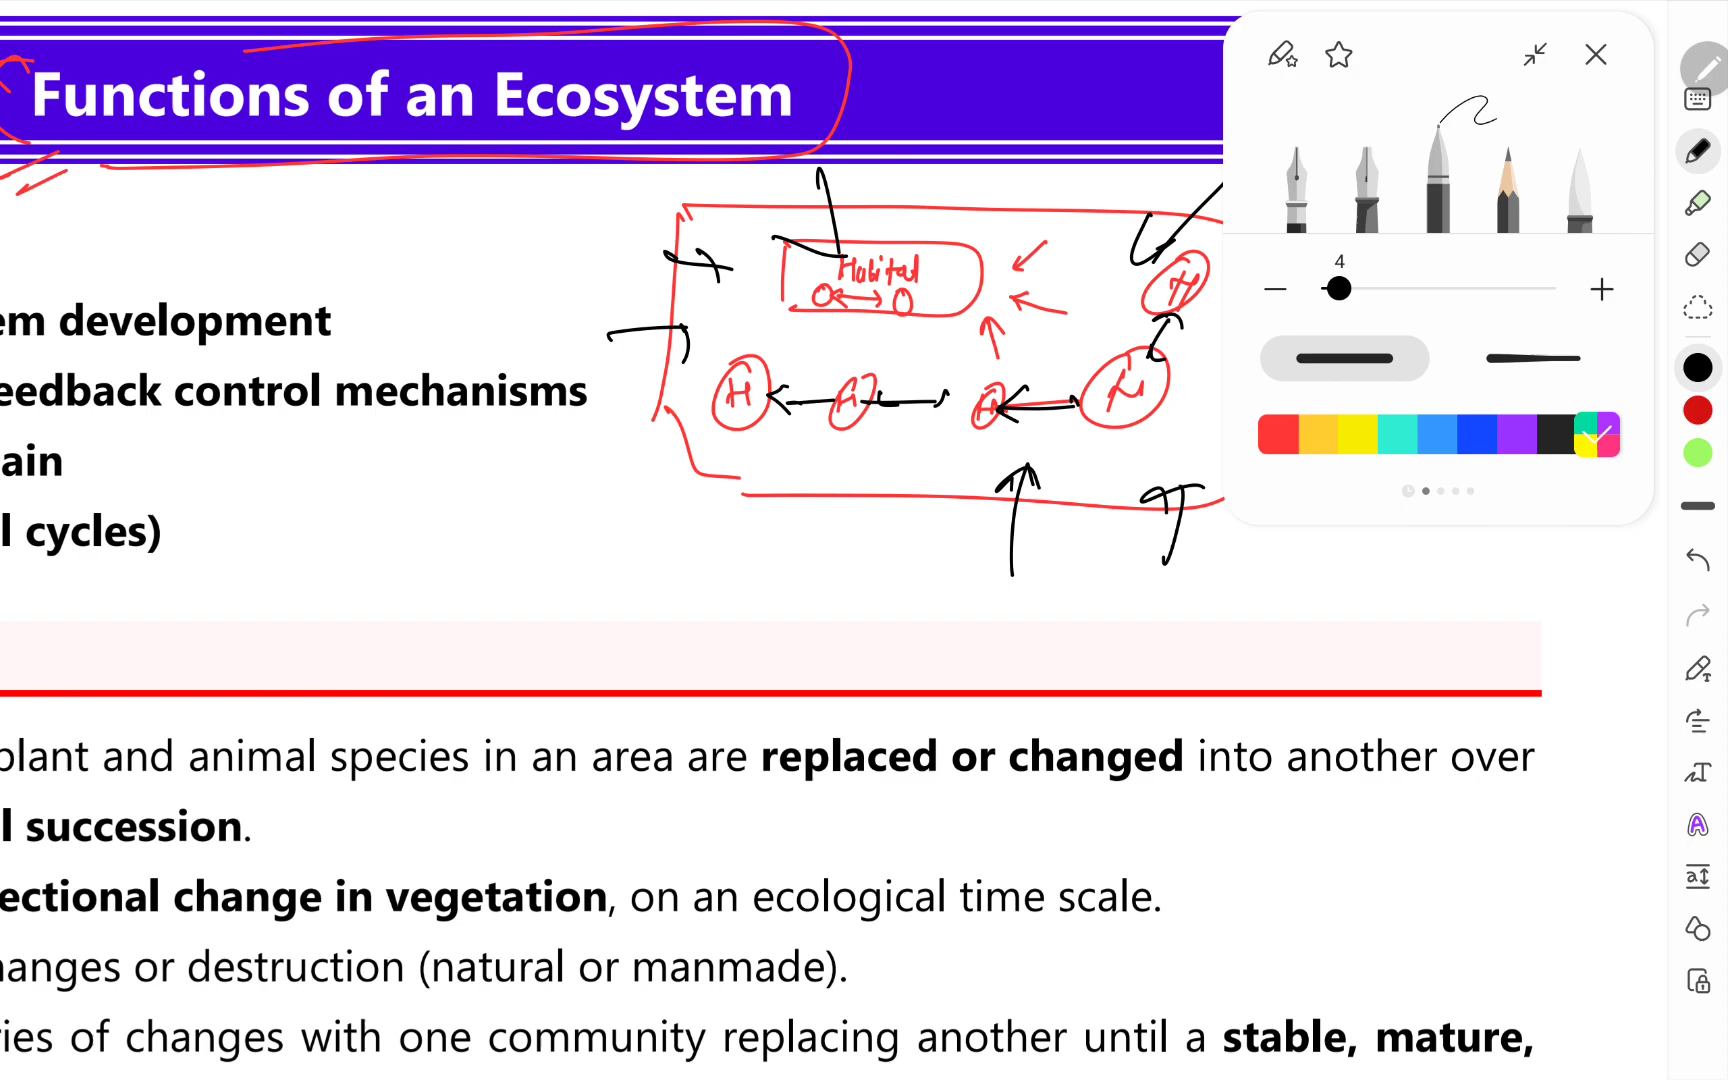 Functions of an Ecosystem
4
Habitat
H
H
H
H
H
em development
eedback control mechanisms
ain
l cycles)
plant and animal species in an area are replaced or changed into another over
l succession.
ectional change in vegetation, on an ecological time scale.
hanges or destruction (natural or manmade).
ries of changes with one community replacing another until a stable, mature,